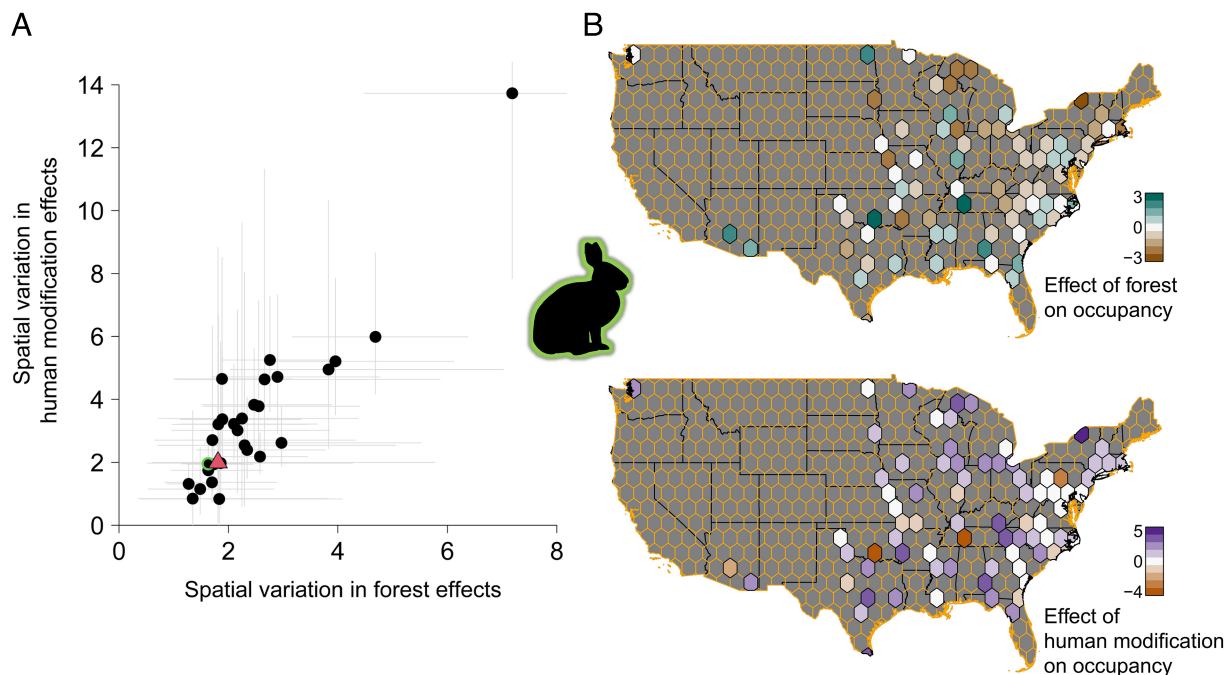 A
Spatial variation in
human modification effects
14
12
10
8
6
4
2
0
0
2
4
6
8
Spatial variation in forest effects
B
3
0
−3
Effect of forest
on occupancy
5
0
−4
Effect of
human modification
on occupancy